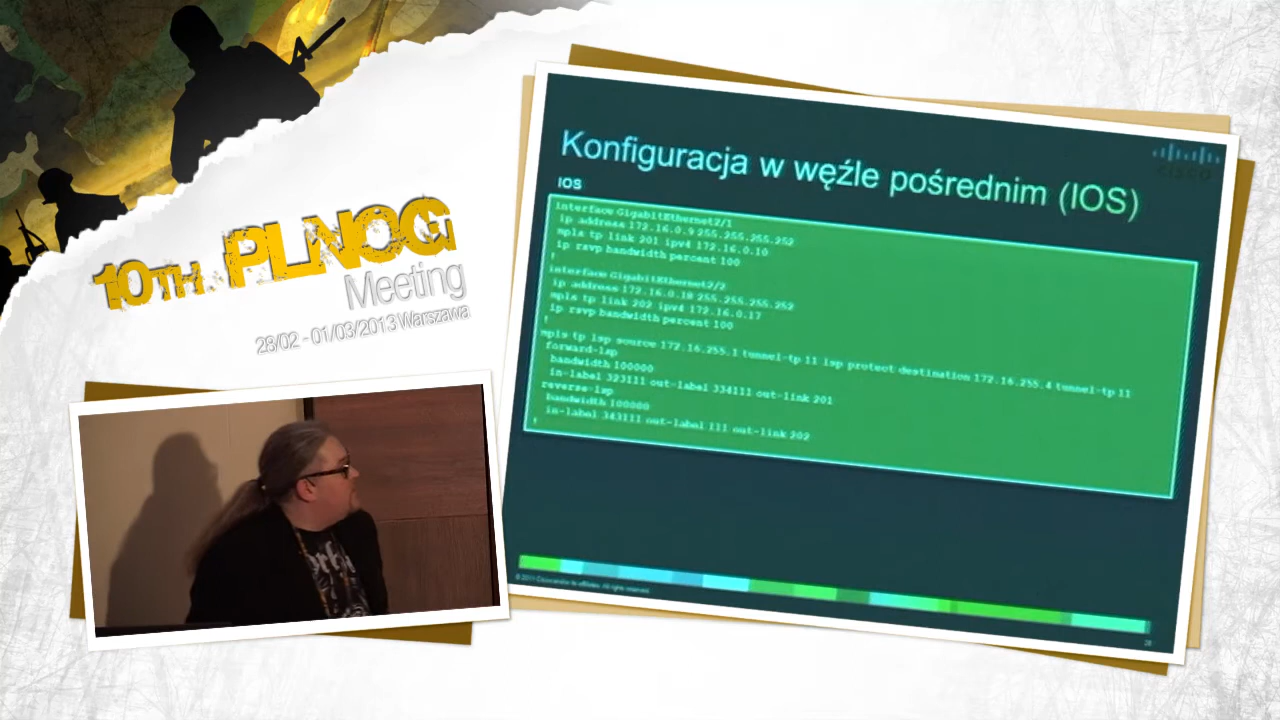 10TH PLNOG
Meeting
28/02 - 01/03/2013 Warszawa
Konfiguracja w węźle pośrednim (IOS)
CISCO
IOS
interface GigabitEthernet2/1
ip address 172.16.0.9 255.255.255.252
mpls tp link 201 ipv4 172.16.0.10
ip rsvp bandwidth percent 100
!
interface GigabitEthernet2/2
ip address 172.16.0.18 255.255.255.252
mpls tp link 202 ipv4 172.16.0.17
ip rsvp bandwidth percent 100
!
mpls tp lsp source 172.16.255.1 tunnel-tp 11 lsp protect destination 172.16.255.4 tunnel-tp 11
forward-lsp
bandwidth 100000
in-label 323111 out-label 334111 out-link 201
reverse-lsp
bandwidth 100000
in-label 343111 out-label 111 out-link 202
!